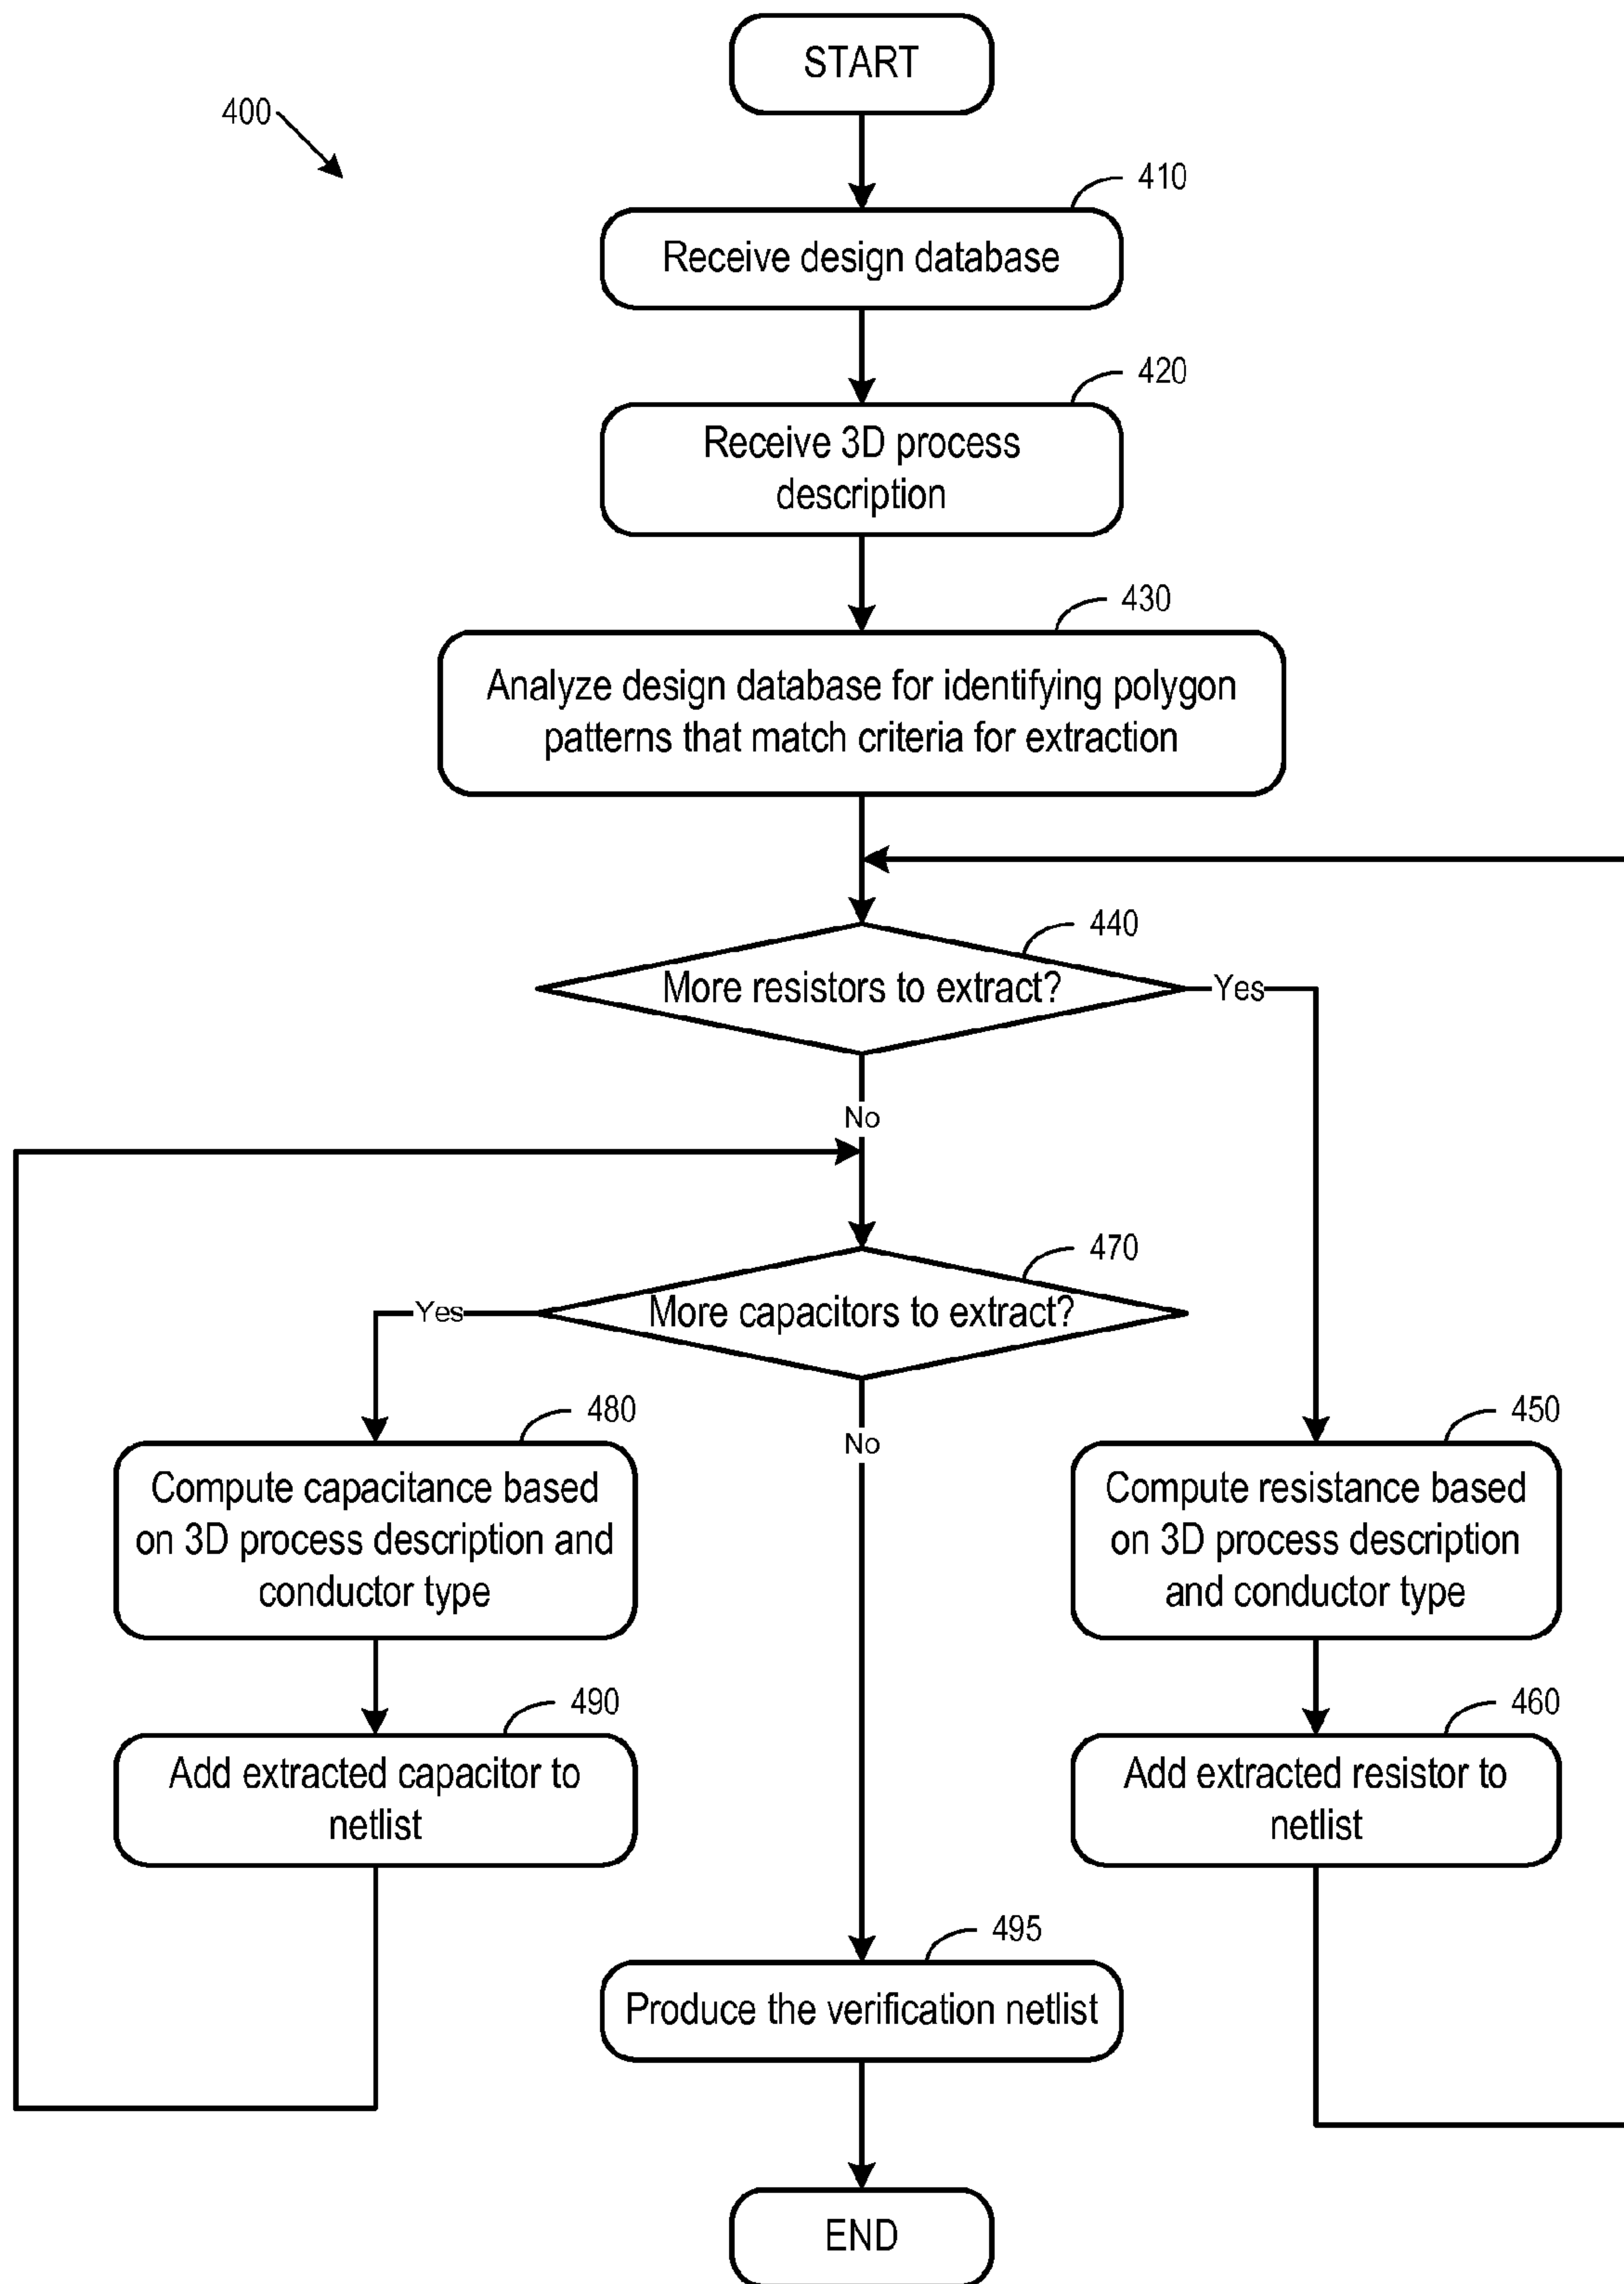 START
400
410
Receive design database
420
Receive 3D process
description
430
Analyze design database for identifying polygon
patterns that match criteria for extraction
440
More resistors to extract?
Yes
No
470
More capacitors to extract?
Yes
No
480
Compute capacitance based
on 3D process description and
conductor type
450
Compute resistance based
on 3D process description
and conductor type
490
Add extracted capacitor to
netlist
460
Add extracted resistor to
netlist
495
Produce the verification netlist
END